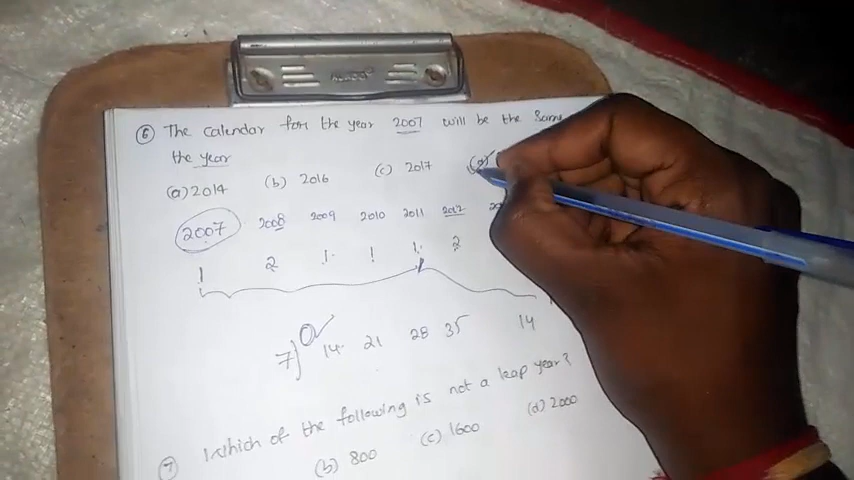 ⑥ The Calendar for the year 2007 will be the Same
the year
(a) 2014 (b) 2016 (c) 2017 (d)
2007 2008 2009 2010 2011 2012
1 2 1 1 1 2
7) 0 14 21 28 35 14
⑦ Which of the following is not a leap year?
(b) 800 (c) 1600 (d) 2000